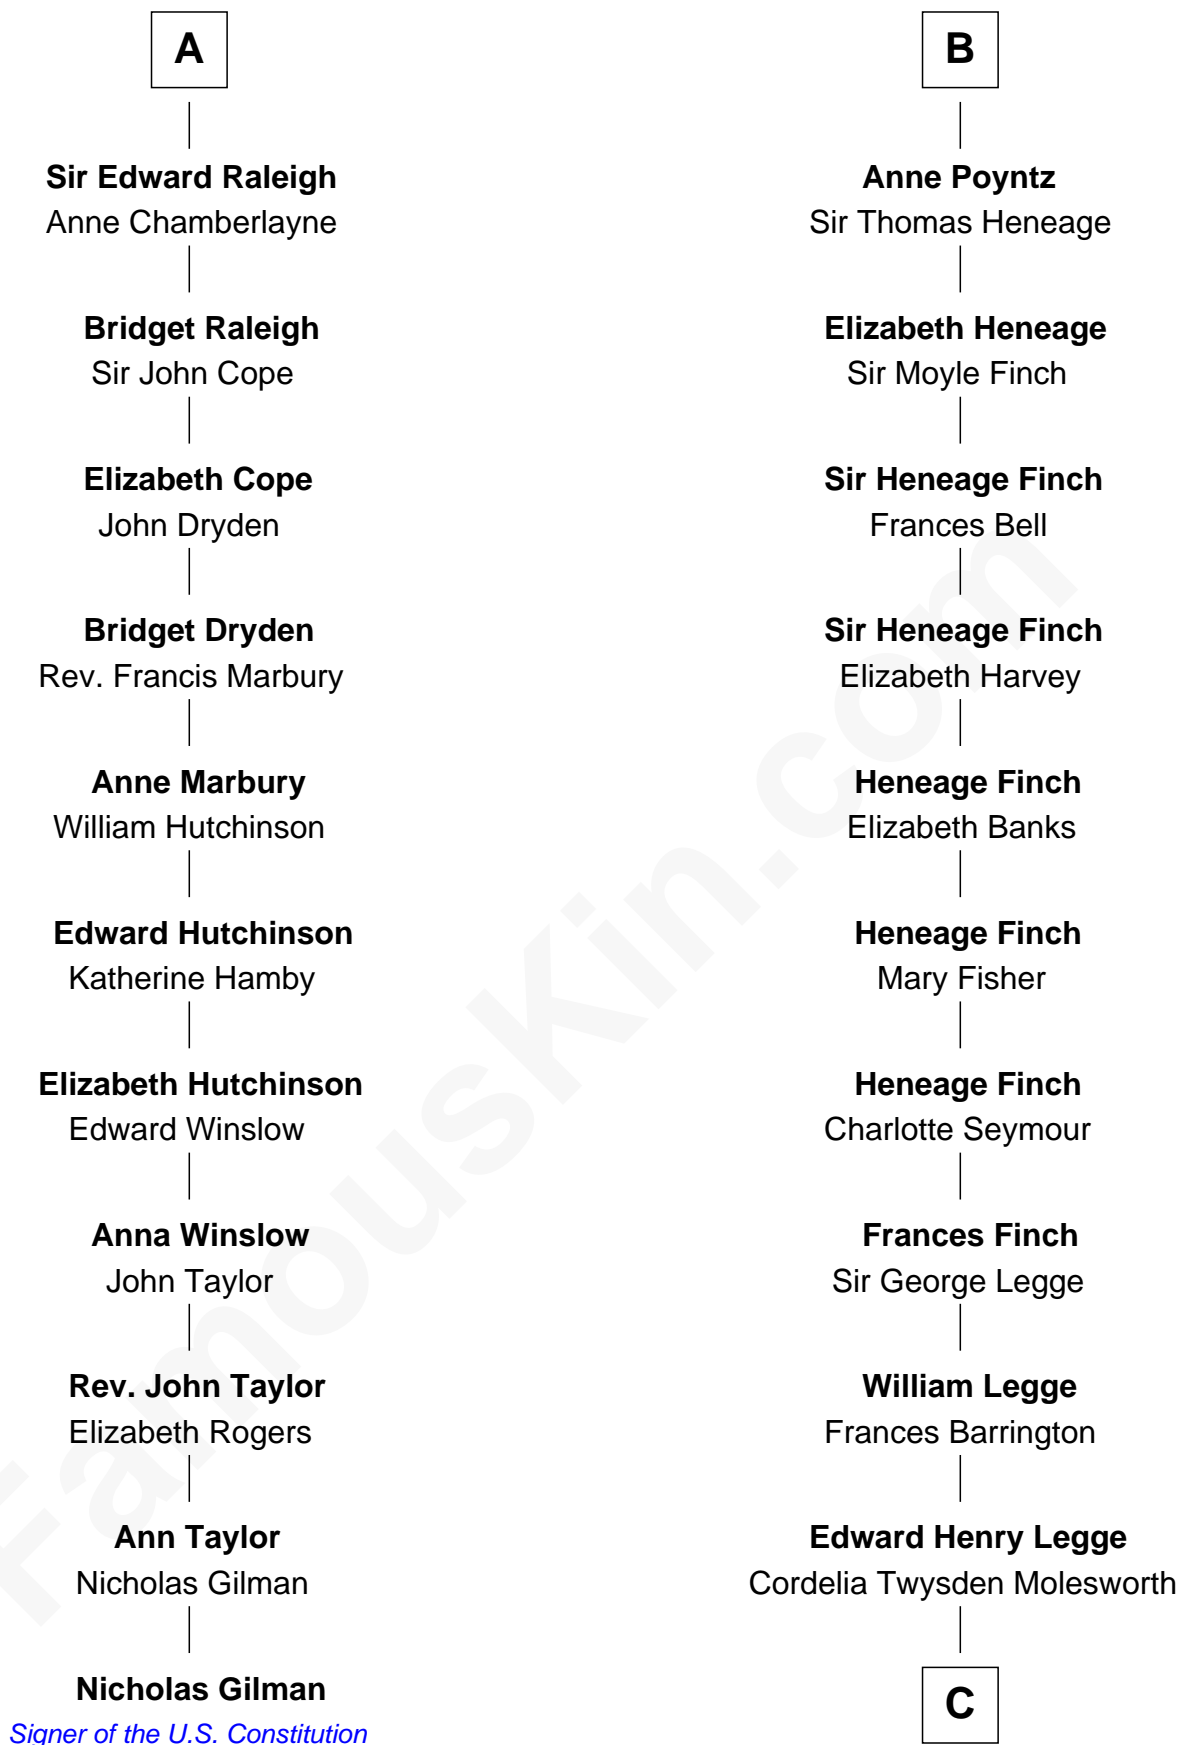 A
Sir Edward Raleigh
Anne Chamberlayne
Bridget Raleigh
Sir John Cope
Elizabeth Cope
John Dryden
Bridget Dryden
Rev. Francis Marbury
Anne Marbury
William Hutchinson
Edward Hutchinson
Katherine Hamby
Elizabeth Hutchinson
Edward Winslow
Anna Winslow
John Taylor
Rev. John Taylor
Elizabeth Rogers
Ann Taylor
Nicholas Gilman
Nicholas Gilman
Signer of the U.S. Constitution
B
Anne Poyntz
Sir Thomas Heneage
Elizabeth Heneage
Sir Moyle Finch
Sir Heneage Finch
Frances Bell
Sir Heneage Finch
Elizabeth Harvey
Heneage Finch
Elizabeth Banks
Heneage Finch
Mary Fisher
Heneage Finch
Charlotte Seymour
Frances Finch
Sir George Legge
William Legge
Frances Barrington
Edward Henry Legge
Cordelia Twysden Molesworth
C
FamousKin.com